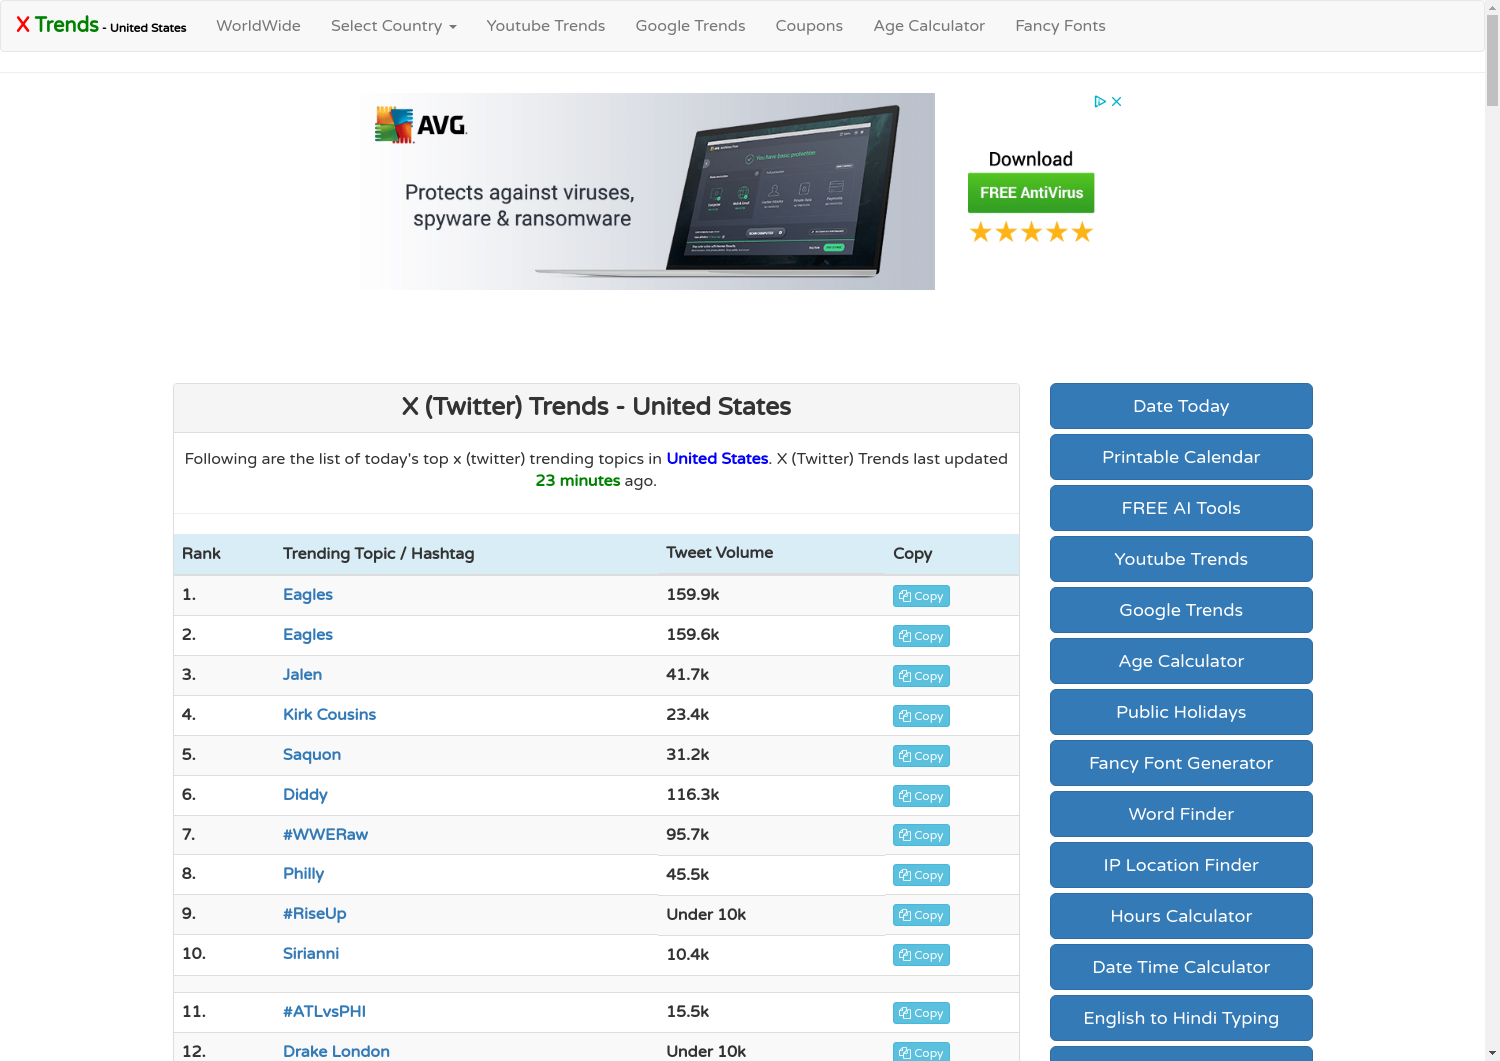 X Trends - United States
WorldWide
Select Country
Youtube Trends
Google Trends
Coupons
Age Calculator
Fancy Fonts
AVG
Protects against viruses,
spyware & ransomware
Download
FREE AntiVirus
X (Twitter) Trends - United States
Following are the list of today's top x (twitter) trending topics in United States. X (Twitter) Trends last updated
23 minutes ago.
Rank Trending Topic / Hashtag Tweet Volume Copy
1. Eagles 159.9k Copy
2. Eagles 159.6k Copy
3. Jalen 41.7k Copy
4. Kirk Cousins 23.4k Copy
5. Saquon 31.2k Copy
6. Diddy 116.3k Copy
7. #WWERaw 95.7k Copy
8. Philly 45.5k Copy
9. #RiseUp Under 10k Copy
10. Sirianni 10.4k Copy
11. #ATLvsPHI 15.5k Copy
12. Drake London Under 10k Copy
Date Today
Printable Calendar
FREE AI Tools
Youtube Trends
Google Trends
Age Calculator
Public Holidays
Fancy Font Generator
Word Finder
IP Location Finder
Hours Calculator
Date Time Calculator
English to Hindi Typing